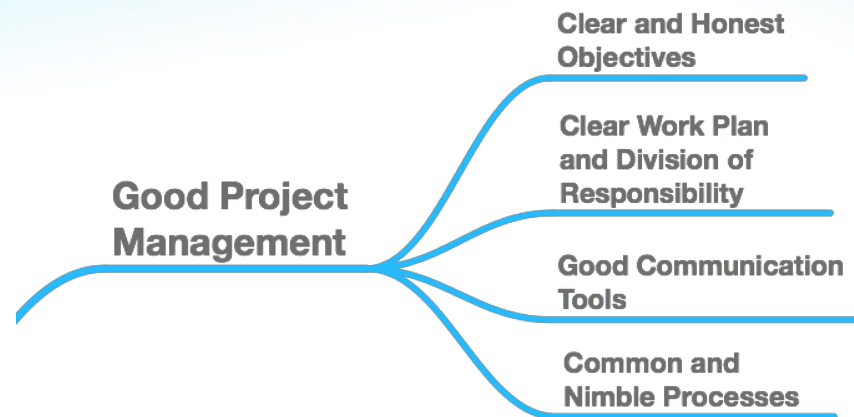 Good Project
Management
Clear and Honest
Objectives
Clear Work Plan
and Division of
Responsibility
Good Communication
Tools
Common and
Nimble Processes